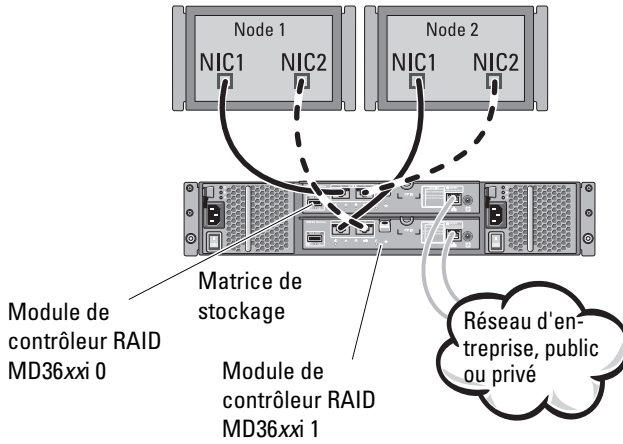 Node 1
Node 2
NIC1
NIC2
NIC1
NIC2
Matrice de
stockage
Module de
contrôleur RAID
MD36xxi 0
Module de
contrôleur RAID
MD36xxi 1
Réseau d'en-
treprise, public
ou privé